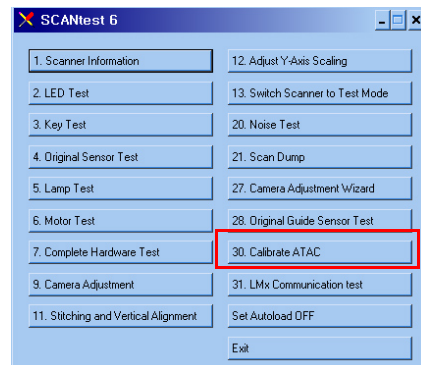 SCANtest 6
1. Scanner Information
2. LED Test
3. Key Test
4. Original Sensor Test
5. Lamp Test
6. Motor Test
7. Complete Hardware Test
9. Camera Adjustment
11. Stitching and Vertical Alignment
12. Adjust Y-Axis Scaling
13. Switch Scanner to Test Mode
20. Noise Test
21. Scan Dump
27. Camera Adjustment Wizard
28. Original Guide Sensor Test
30. Calibrate ATAC
31. LMx Communication test
Set Autoload OFF
Exit